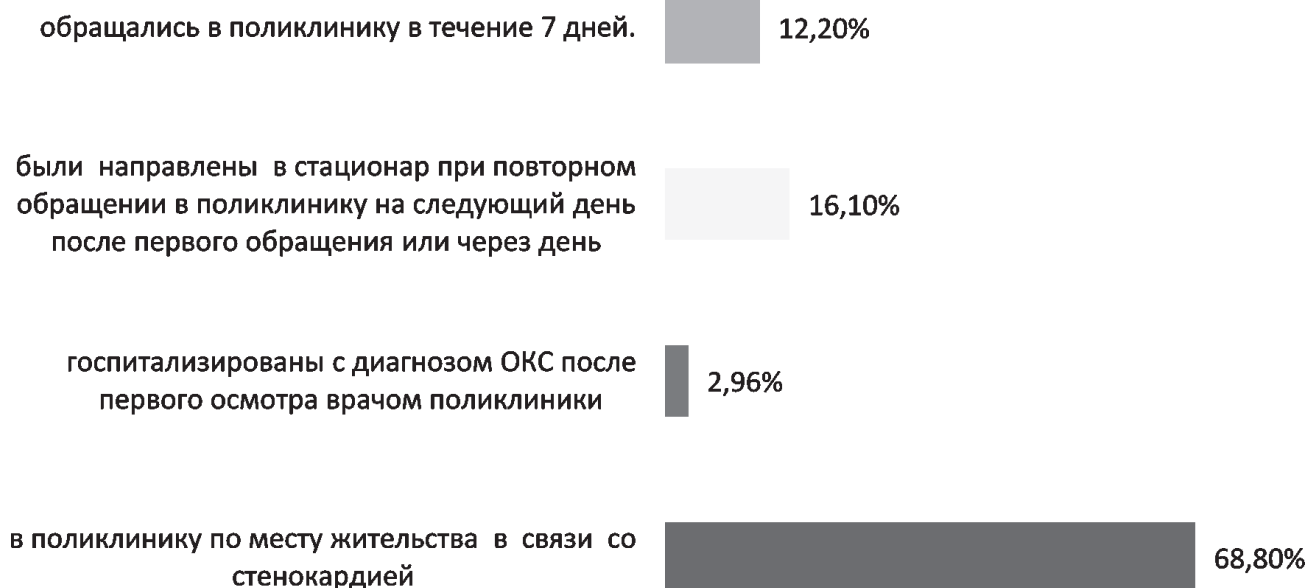 обращались в поликлинику в течение 7 дней.
12,20%
были направлены в стационар при повторном
обращении в поликлинику на следующий день
после первого обращения или через день
16,10%
госпитализированы с диагнозом ОКС после
первого осмотра врачом поликлиники
2,96%
в поликлинику по месту жительства в связи со
стенокардией
68,80%